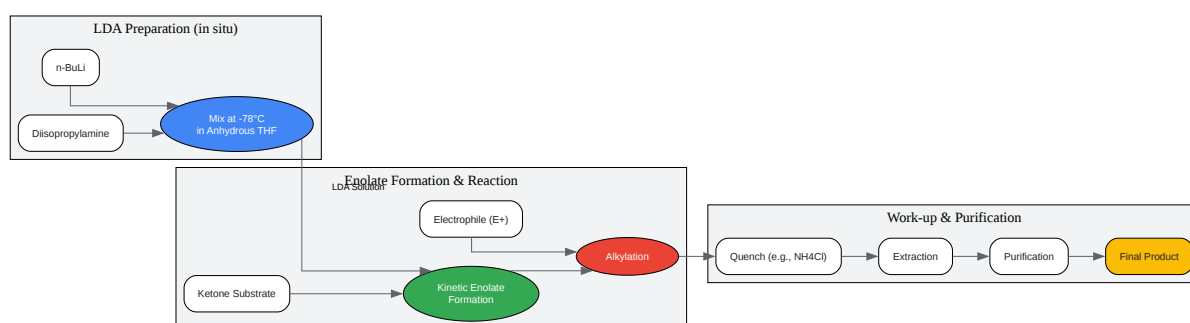 LDA Preparation (in situ)
n-BuLi
Diisopropylamine
Mix at -78°C
in Anhydrous THF
Enolate Formation & Reaction
LDA Solution
Electrophile (E+)
Alkylation
Ketone Substrate
Kinetic Enolate
Formation
Work-up & Purification
Quench (e.g., NH4Cl)
Extraction
Purification
Final Product